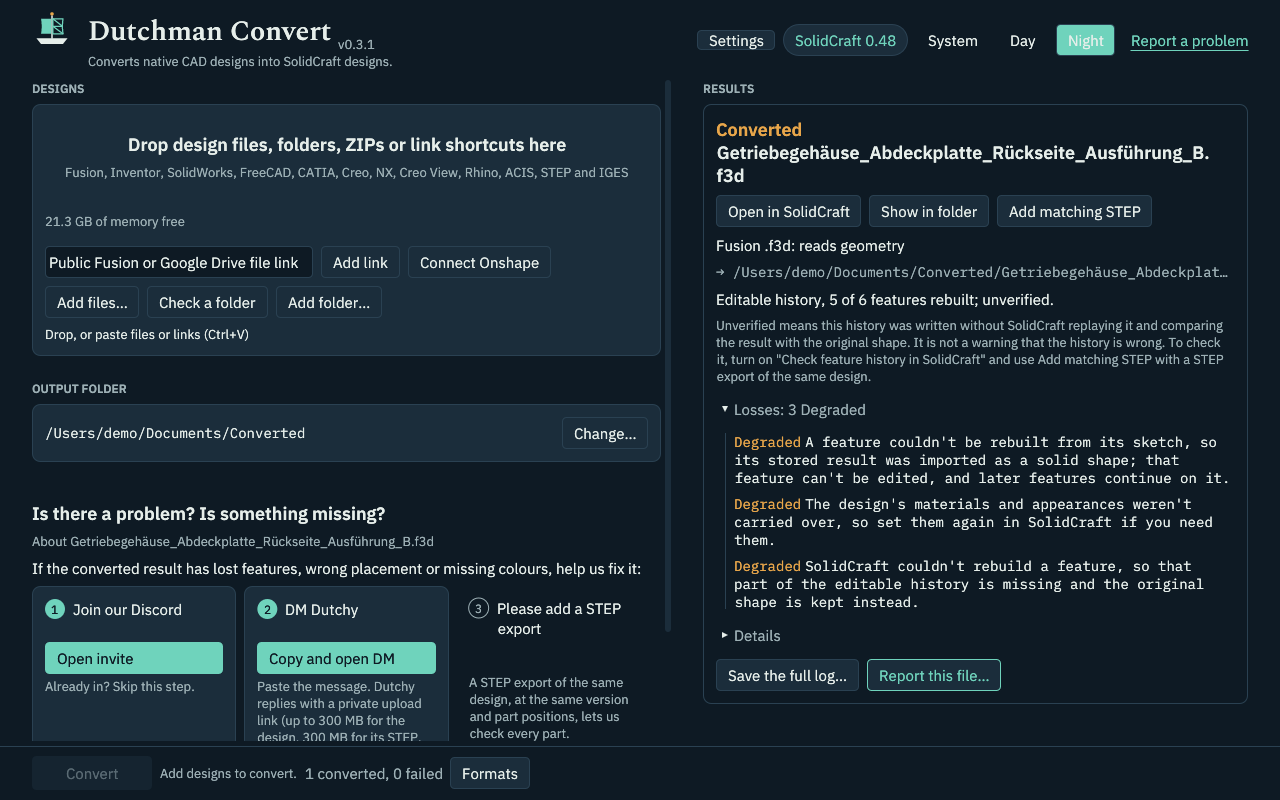 Dutchman Convert v0.3.1
Converts native CAD designs into SolidCraft designs.
Settings
SolidCraft 0.48
System
Day
Night
Report a problem
DESIGNS
Drop design files, folders, ZIPs or link shortcuts here
Fusion, Inventor, SolidWorks, FreeCAD, CATIA, Creo, NX, Creo View, Rhino, ACIS, STEP and IGES
21.3 GB of memory free
Public Fusion or Google Drive file link
Add link
Connect Onshape
Add files...
Check a folder
Add folder...
Drop, or paste files or links (Ctrl+V)
OUTPUT FOLDER
/Users/demo/Documents/Converted
Change...
Is there a problem? Is something missing?
About Getriebegehäuse_Abdeckplatte_Rückseite_Ausführung_B.f3d
If the converted result has lost features, wrong placement or missing colours, help us fix it:
1 Join our Discord
Open invite
Already in? Skip this step.
2 DM Dutchy
Copy and open DM
Paste the message. Dutchy
replies with a private upload
link (up to 300 MB for the
design, 300 MB for its STEP.
3 Please add a STEP
export
A STEP export of the same
design, at the same version
and part positions, lets us
check every part.
RESULTS
Converted
Getriebegehäuse_Abdeckplatte_Rückseite_Ausführung_B.
f3d
Open in SolidCraft
Show in folder
Add matching STEP
Fusion .f3d: reads geometry
→ /Users/demo/Documents/Converted/Getriebegehäuse_Abdeckplat…
Editable history, 5 of 6 features rebuilt; unverified.
Unverified means this history was written without SolidCraft replaying it and comparing
the result with the original shape. It is not a warning that the history is wrong. To check
it, turn on "Check feature history in SolidCraft" and use Add matching STEP with a STEP
export of the same design.
▾ Losses: 3 Degraded
Degraded A feature couldn't be rebuilt from its sketch, so
its stored result was imported as a solid shape; that
feature can't be edited, and later features continue on it.
Degraded The design's materials and appearances weren't
carried over, so set them again in SolidCraft if you need
them.
Degraded SolidCraft couldn't rebuild a feature, so that
part of the editable history is missing and the original
shape is kept instead.
▸ Details
Save the full log...
Report this file...
Convert
Add designs to convert.
1 converted, 0 failed
Formats